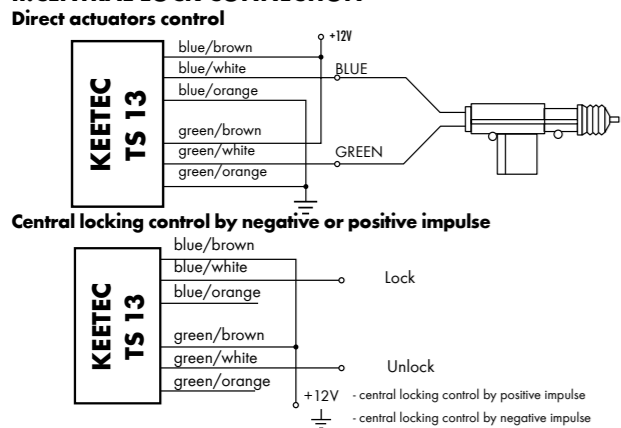 Direct actuators control
+12V
blue/brown
blue/white
BLUE
blue/orange
KEETEC
TS 13
green/brown
green/white
GREEN
green/orange
Central locking control by negative or positive impulse
blue/brown
blue/white
Lock
blue/orange
KEETEC
TS 13
green/brown
green/white
Unlock
green/orange
+12V - central locking control by positive impulse
- central locking control by negative impulse